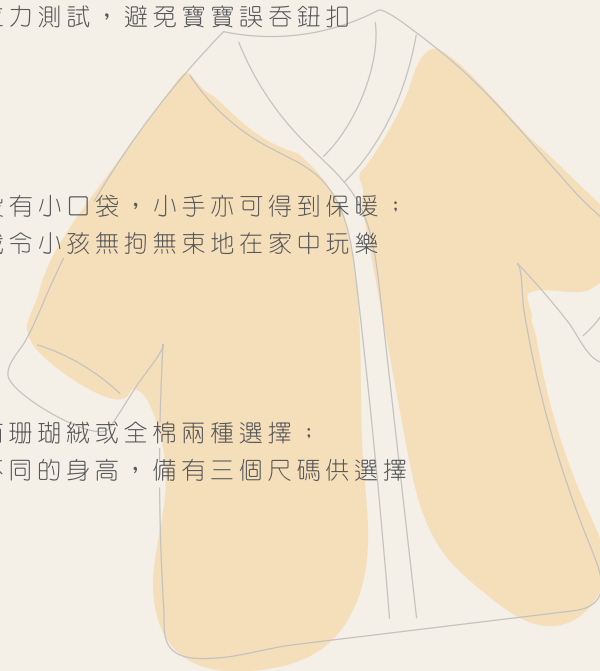 力測試，避免寶寶誤吞鈕扣
有小口袋，小手亦可得到保暖；
令小孩無拘無束地在家中玩樂
珊瑚絨或全棉兩種選擇；
同的身高，備有三個尺碼供選擇